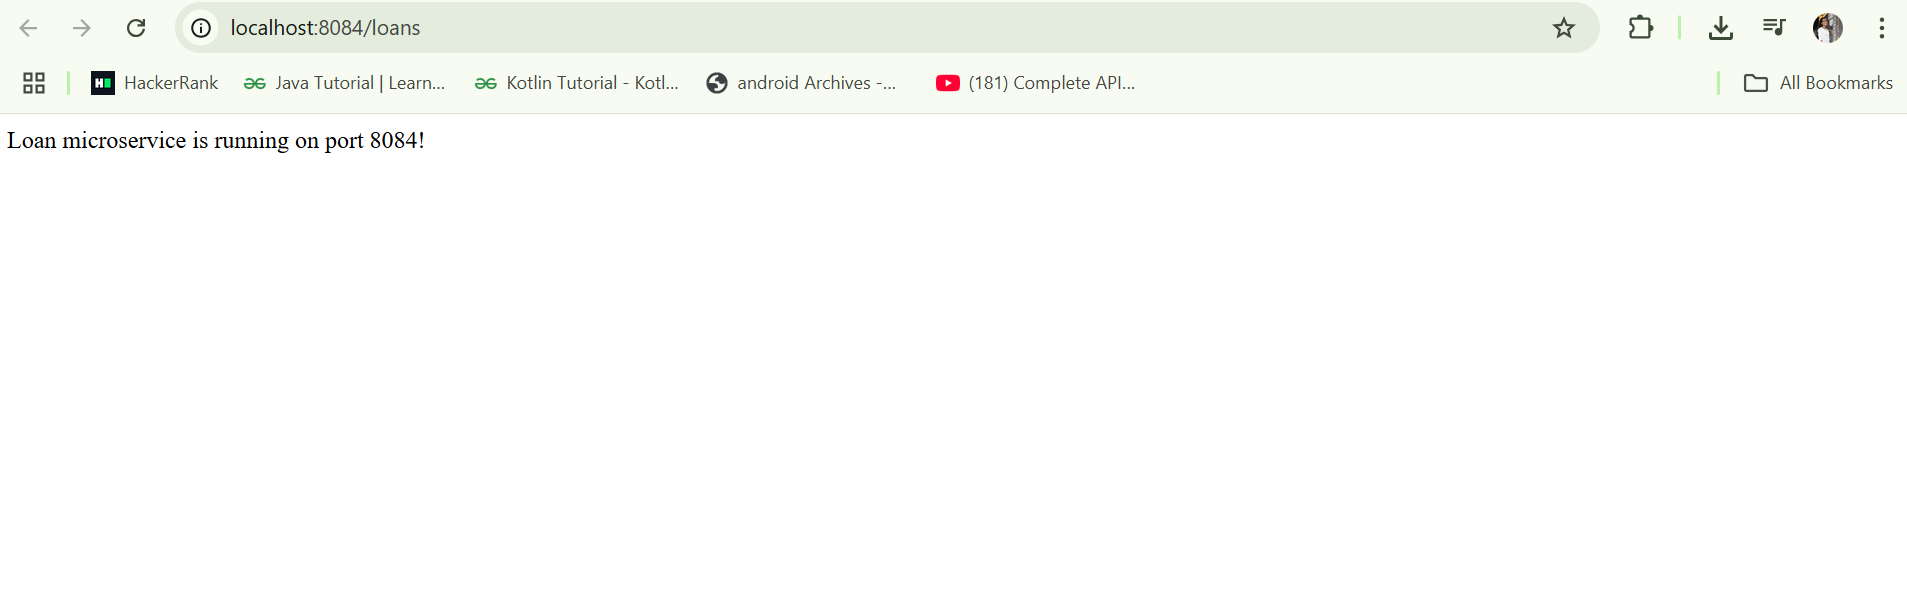 localhost:8084/loans
HackerRank Java Tutorial | Learn... Kotlin Tutorial - Kotl... android Archives -... (181) Complete API... All Bookmarks
Loan microservice is running on port 8084!